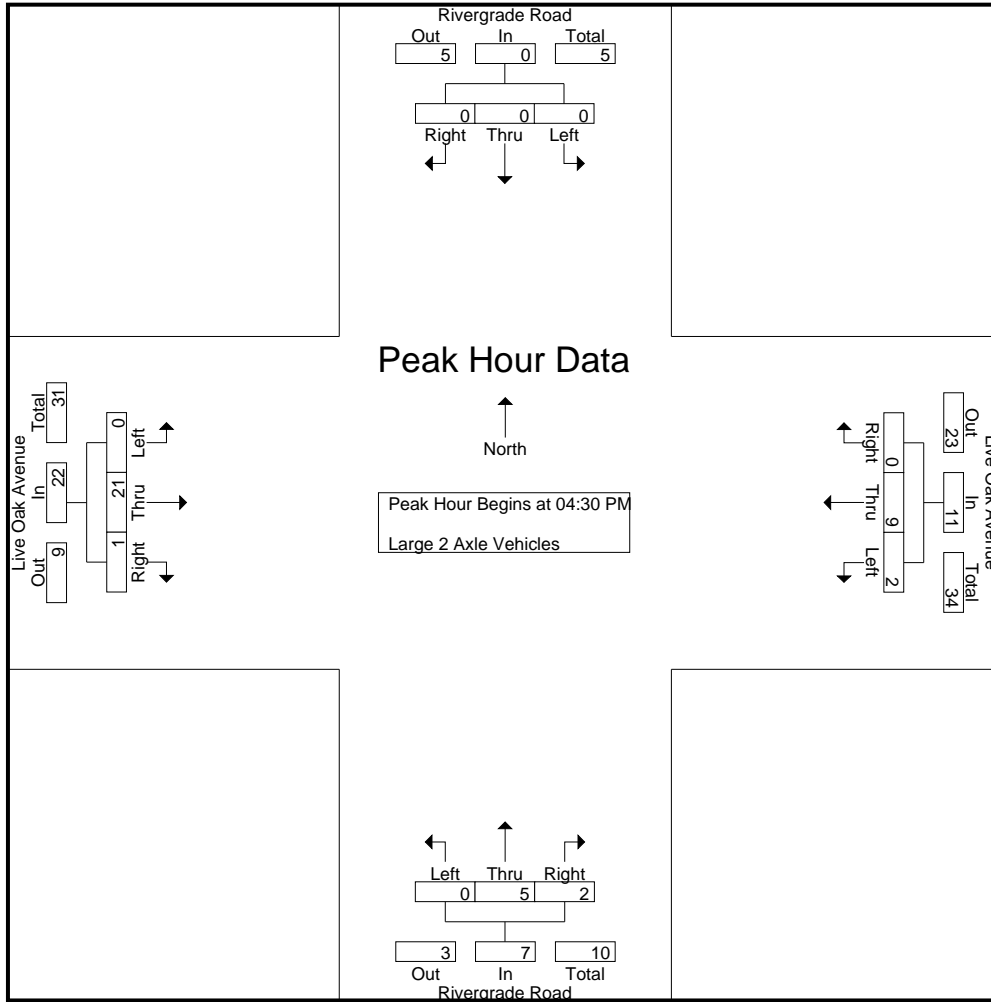 Rivergrade Road
Out In Total
5 0 5
0 0 0
Right Thru Left
Peak Hour Data
North
Peak Hour Begins at 04:30 PM
Large 2 Axle Vehicles
Live Oak Avenue
Total In Out
31 22 9
0 21 1
Left Thru Right
Right Thru Left
0 9 2
Out In Total
23 11 34
Live Oak Avenue
Left Thru Right
0 5 2
3 7 10
Out In Total
Rivergrade Road